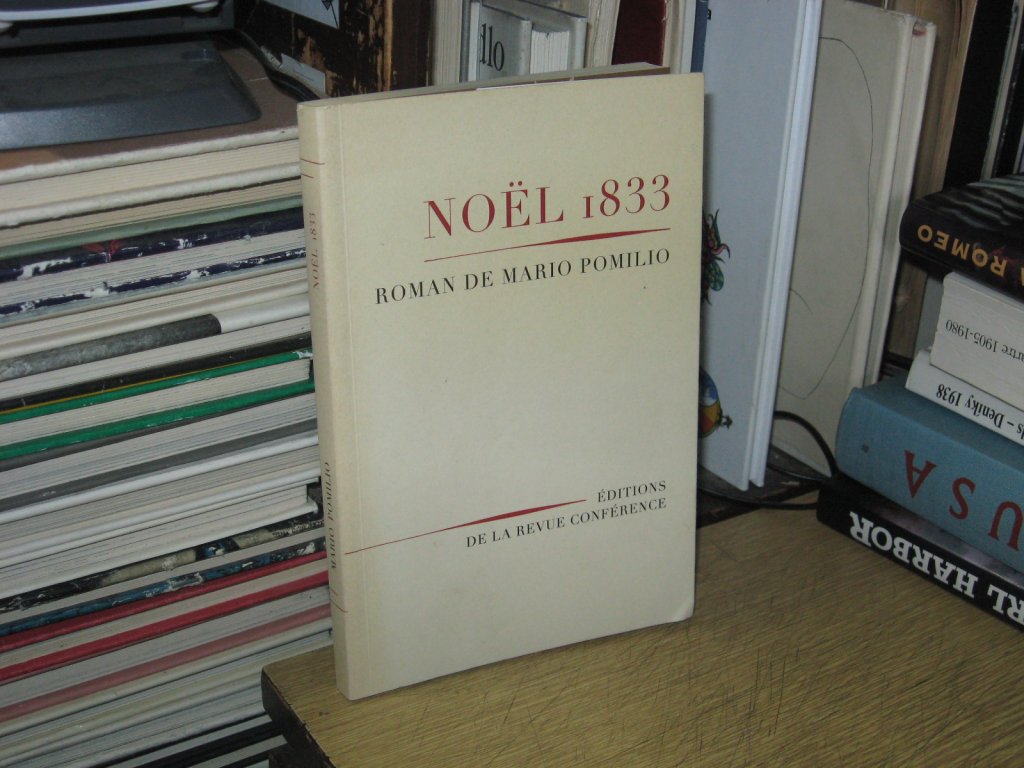 NOËL 1833
ROMAN DE MARIO POMILIO
ÉDITIONS
DE LA REVUE CONFÉRENCE
NOËL 1833
MARIO POMILIO
ROMEO
1905-1980
Deníky 1938
USA
HARBOR